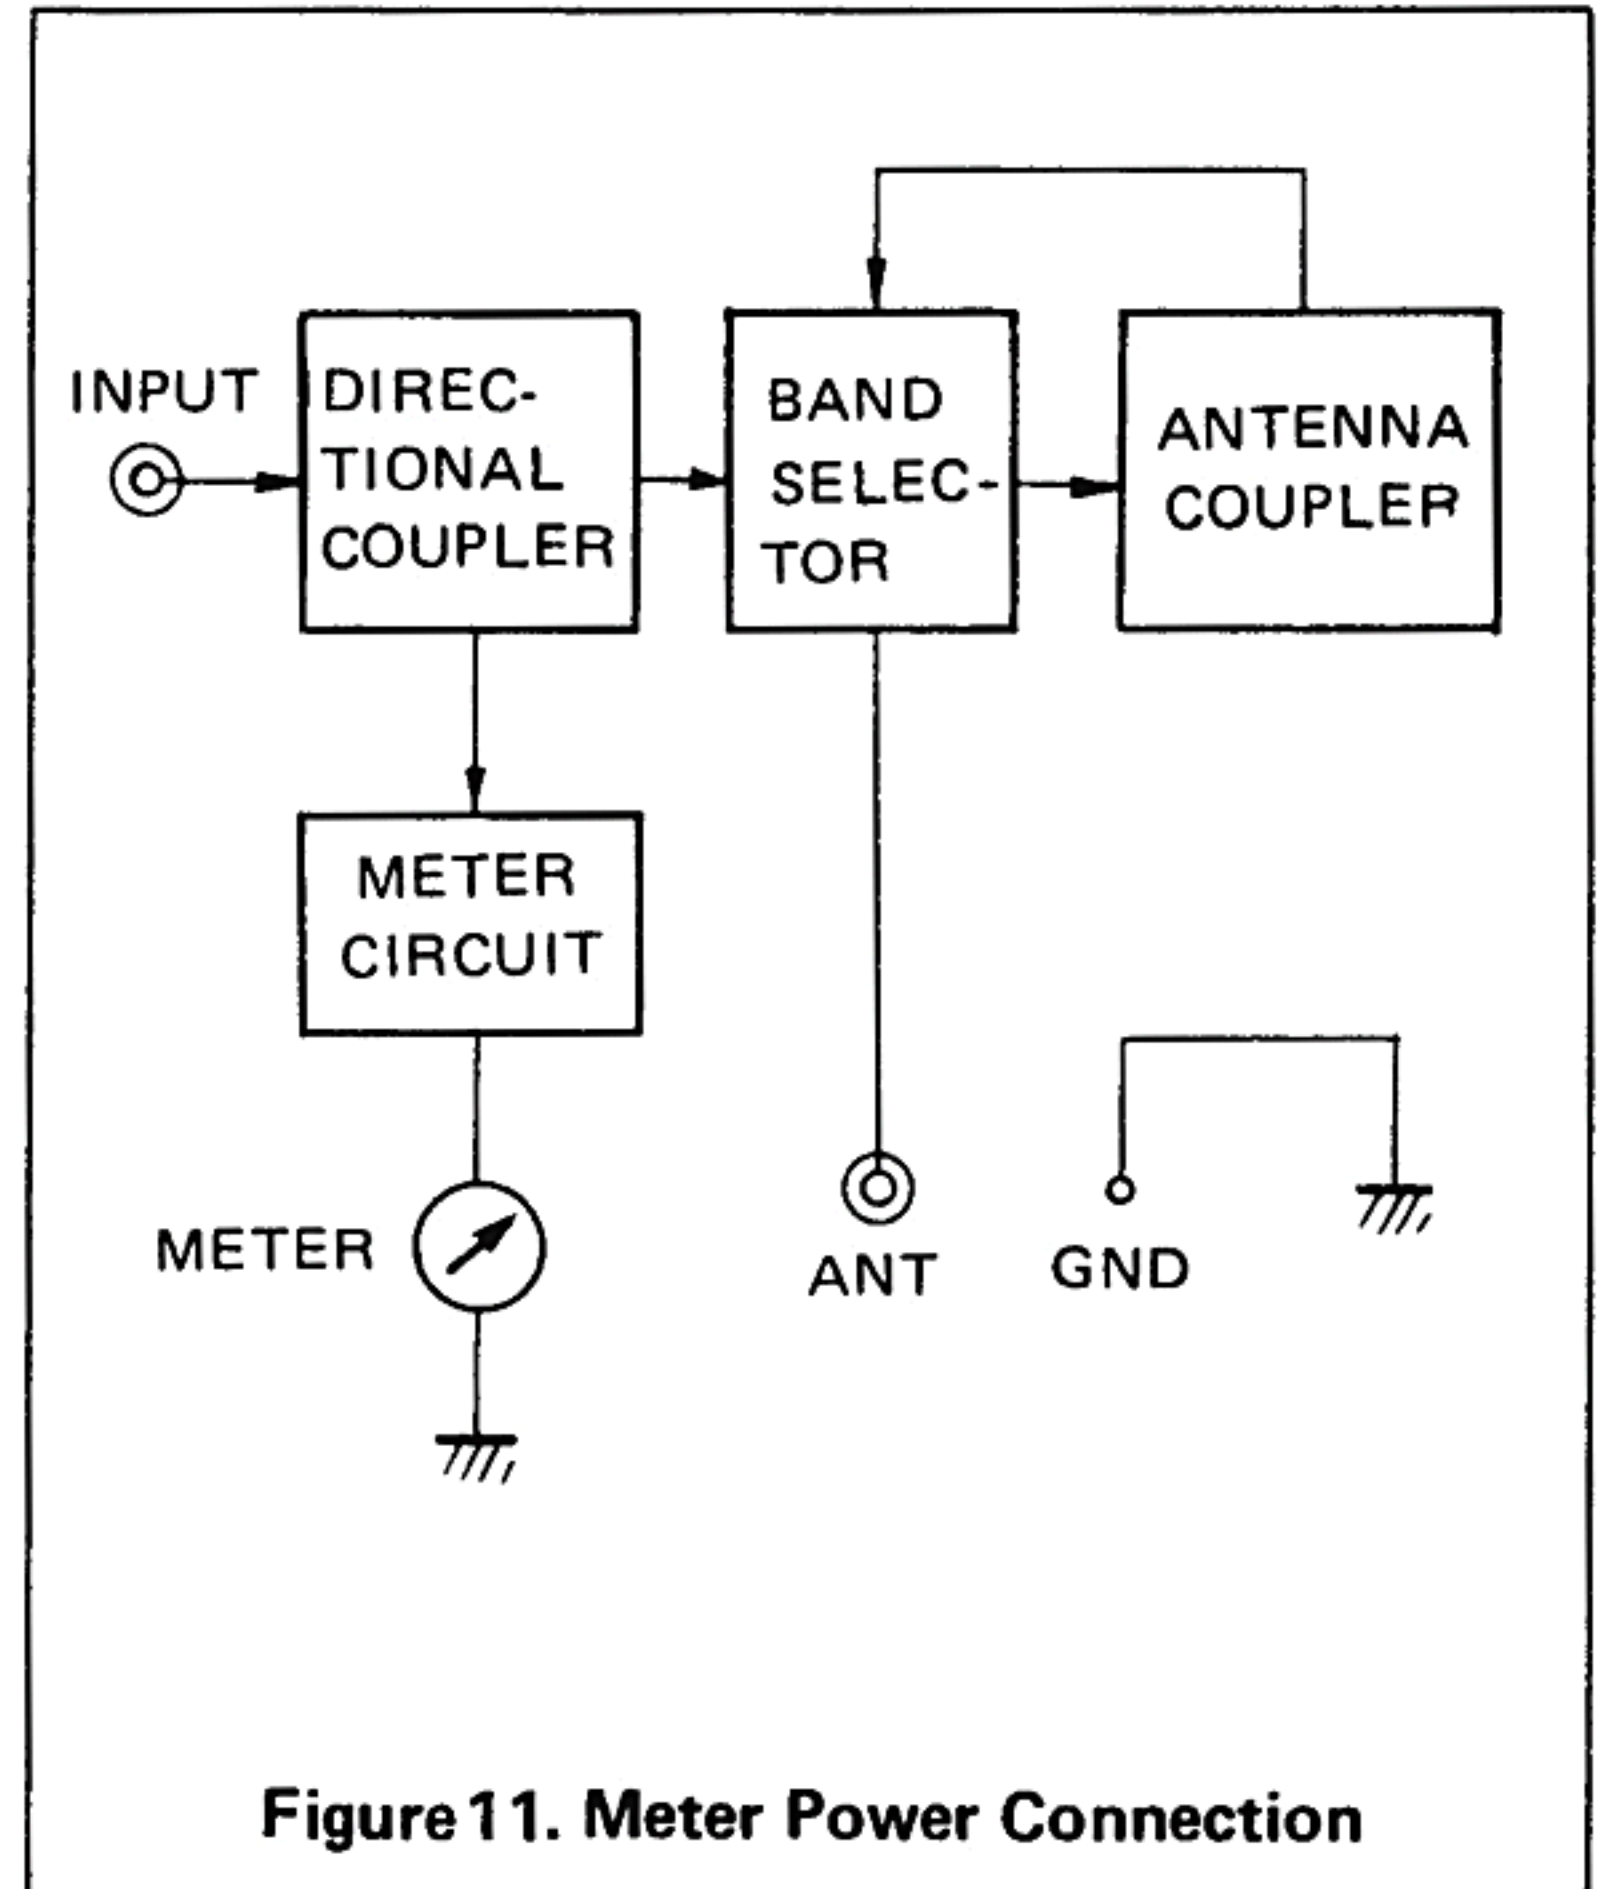 INPUT
DIREC-
TIONAL
COUPLER
BAND
SELEC-
TOR
ANTENNA
COUPLER
METER
CIRCUIT
METER
ANT
GND
Figure 11. Meter Power Connection